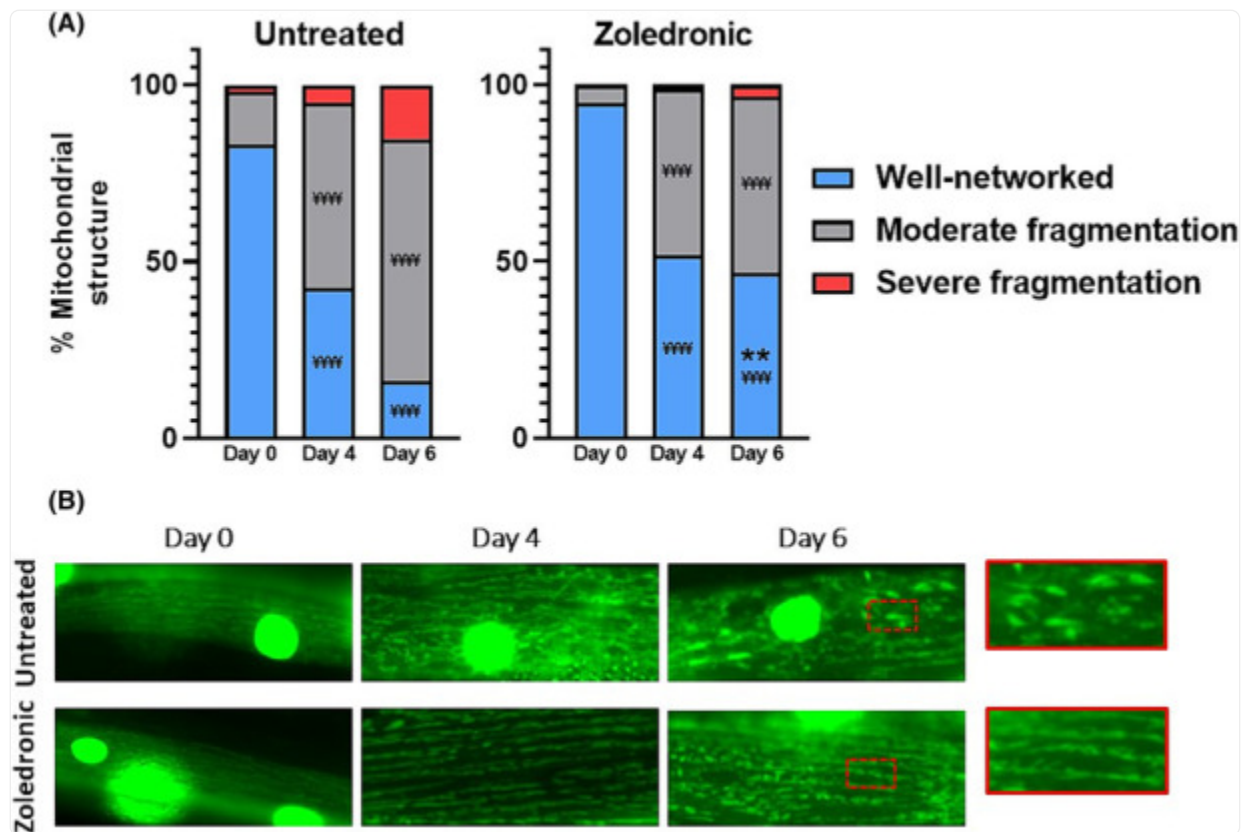 (A)
Untreated
Zoledronic
% Mitochondrial
structure
100
50
0
¥¥¥¥
¥¥¥¥
¥¥¥¥
¥¥¥¥
Day 0 Day 4 Day 6
100
50
0
¥¥¥¥
¥¥¥¥
¥¥¥¥
**
¥¥¥¥
Day 0 Day 4 Day 6
Well-networked
Moderate fragmentation
Severe fragmentation
(B)
Day 0 Day 4 Day 6
Untreated
Zoledronic